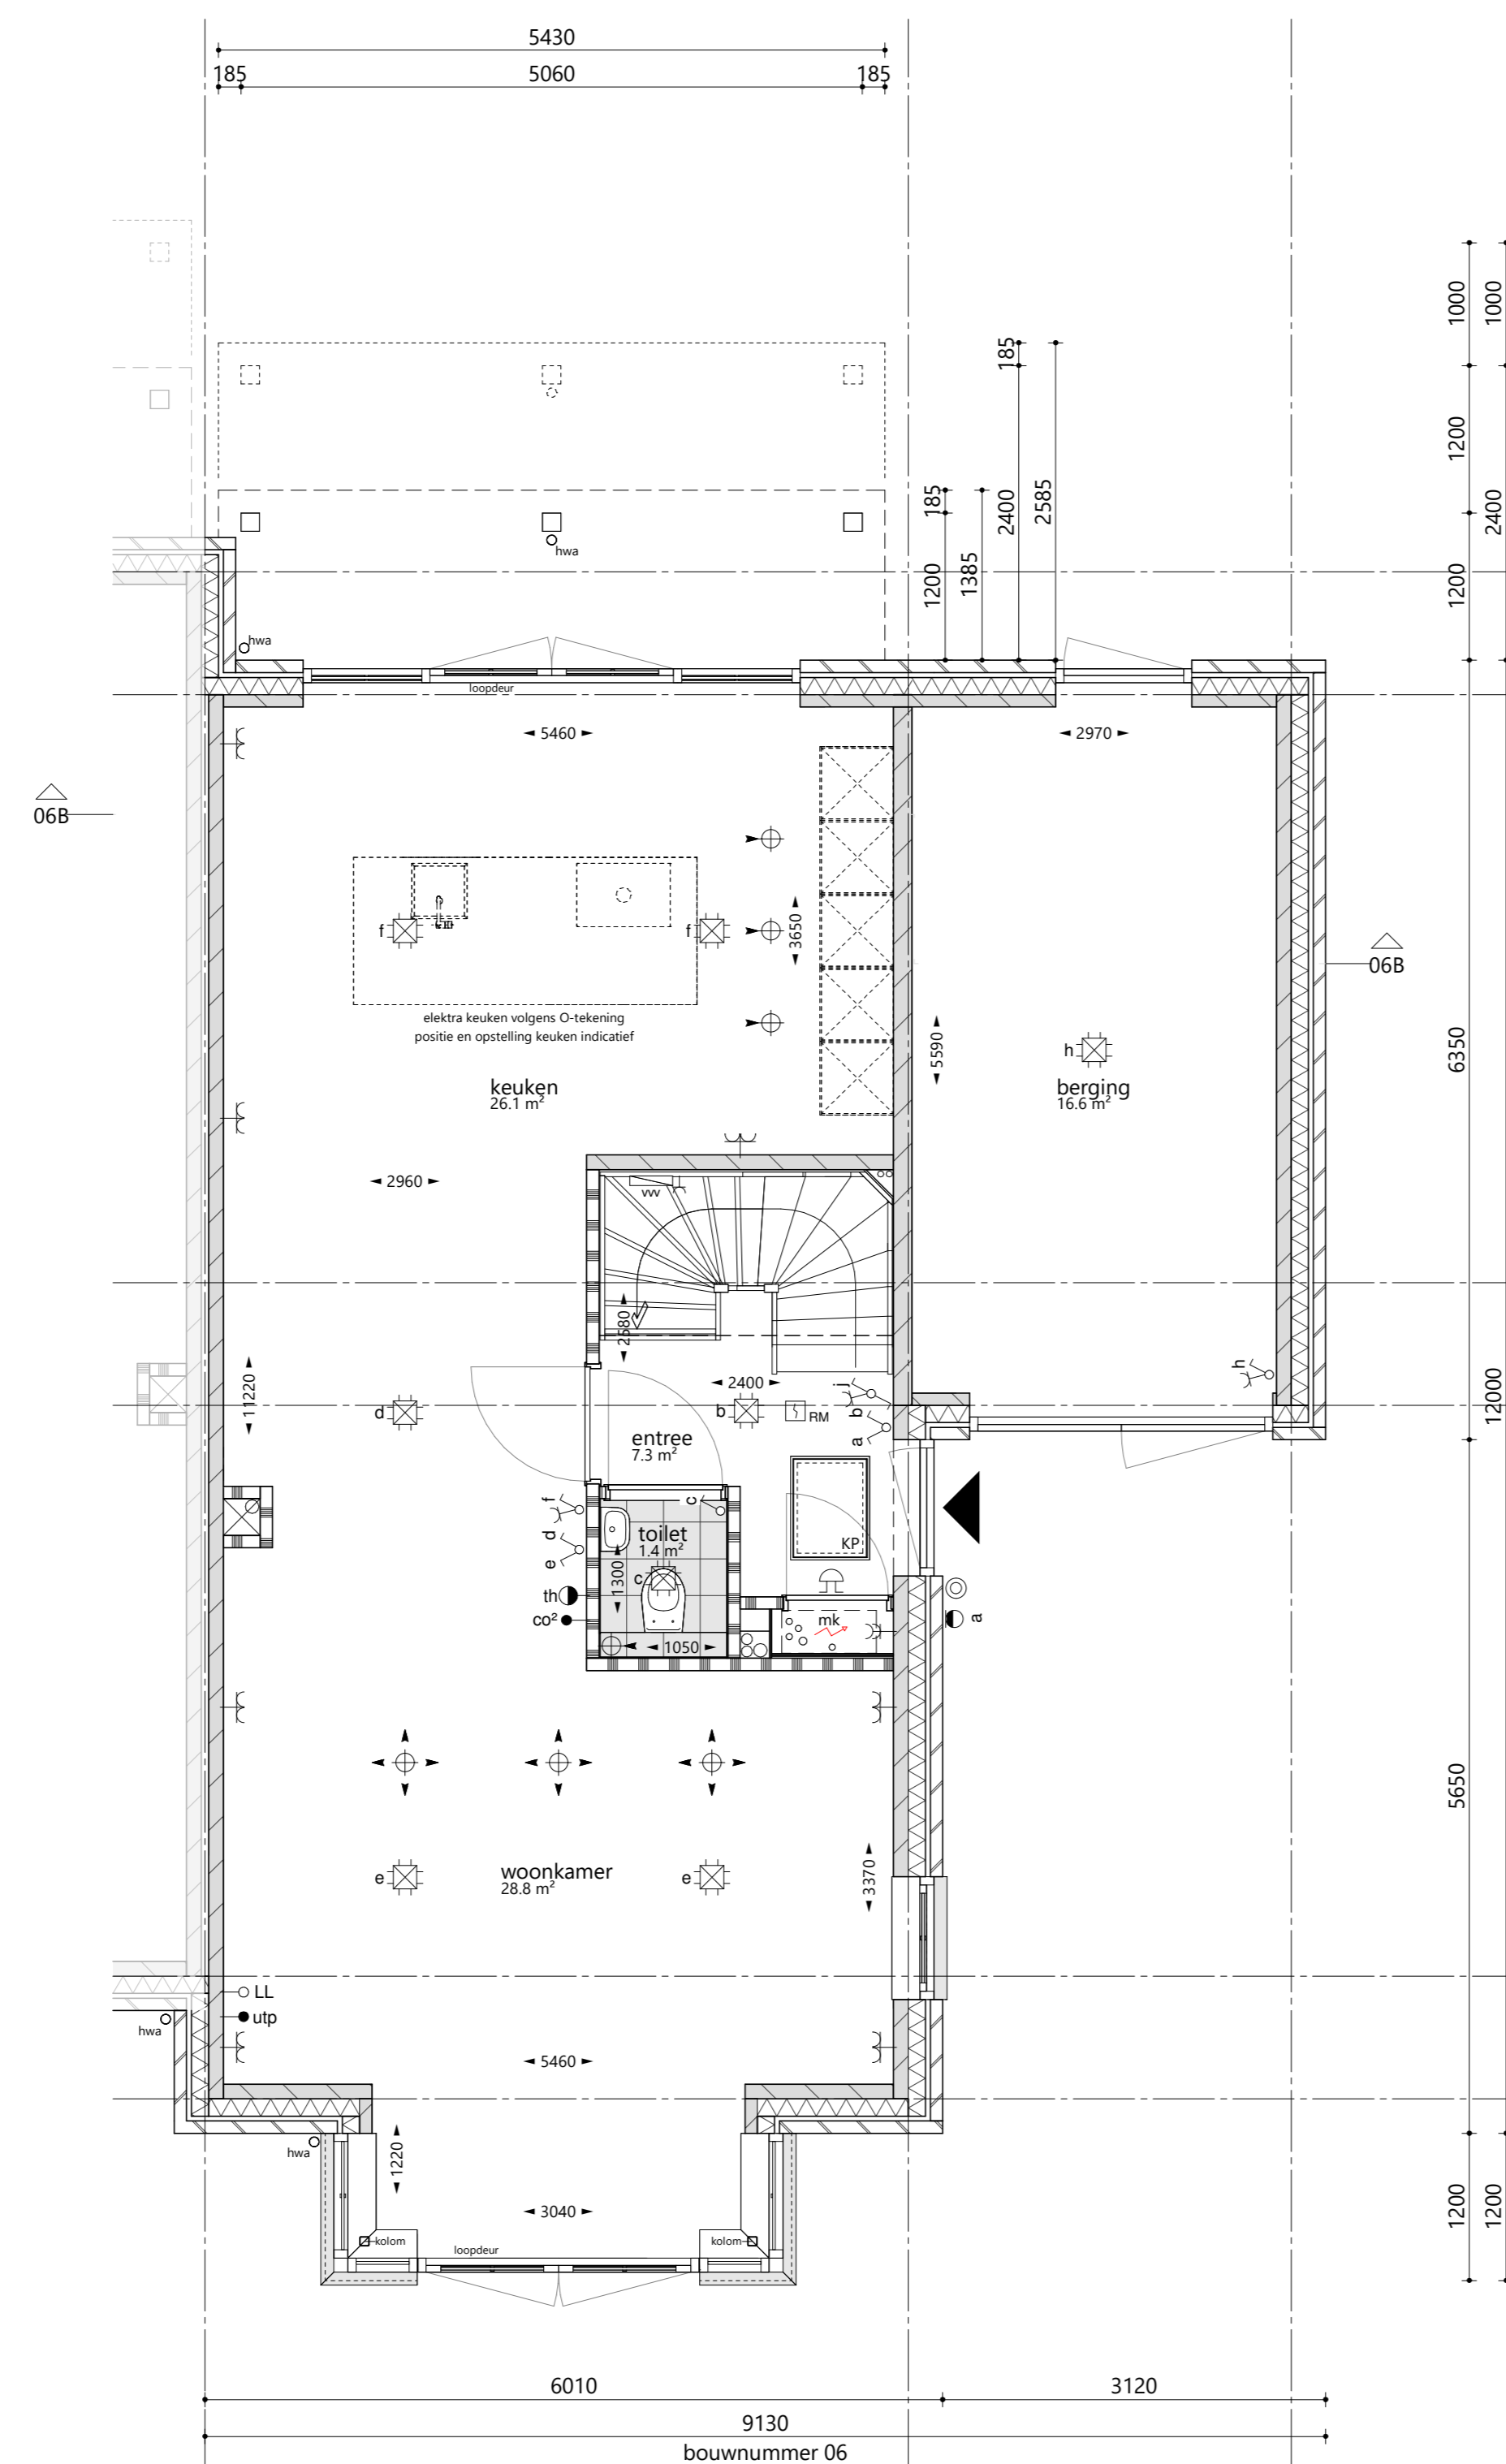 5430
185 5060 185
1000 1000
185
1200
185 2400 2585 2400
hwa
1200 1385 1200
hwa
loopdeur
5460 2970
06B
f f 3650
06B
elektra keuken volgens O-tekening
positie en opstelling keuken indicatief
5590 h 6350
keuken berging
26.1 m² 16.6 m²
2960 vvv
2580
h
11220 2400 j 12000
d b RM b
a
entree
7.3 m²
f c
d toilet KP
e 1.4 m²
1300 c
th
co² mk a
1050
5650
e woonkamer e 3370
28.8 m²
LL
utp
hwa
5460
hwa 1220
1200 1200
3040
kolom kolom
loopdeur
6010 3120
9130
bouwnummer 06